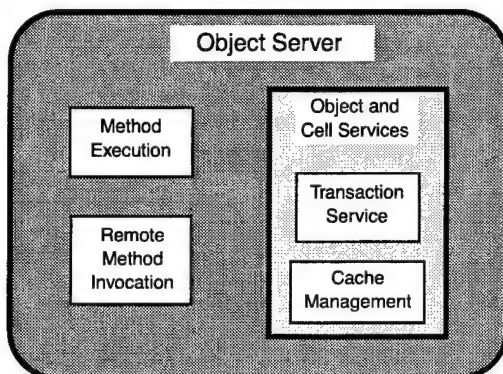 Object Server
Method
Execution
Remote
Method
Invocation
Object and
Cell Services
Transaction
Service
Cache
Management